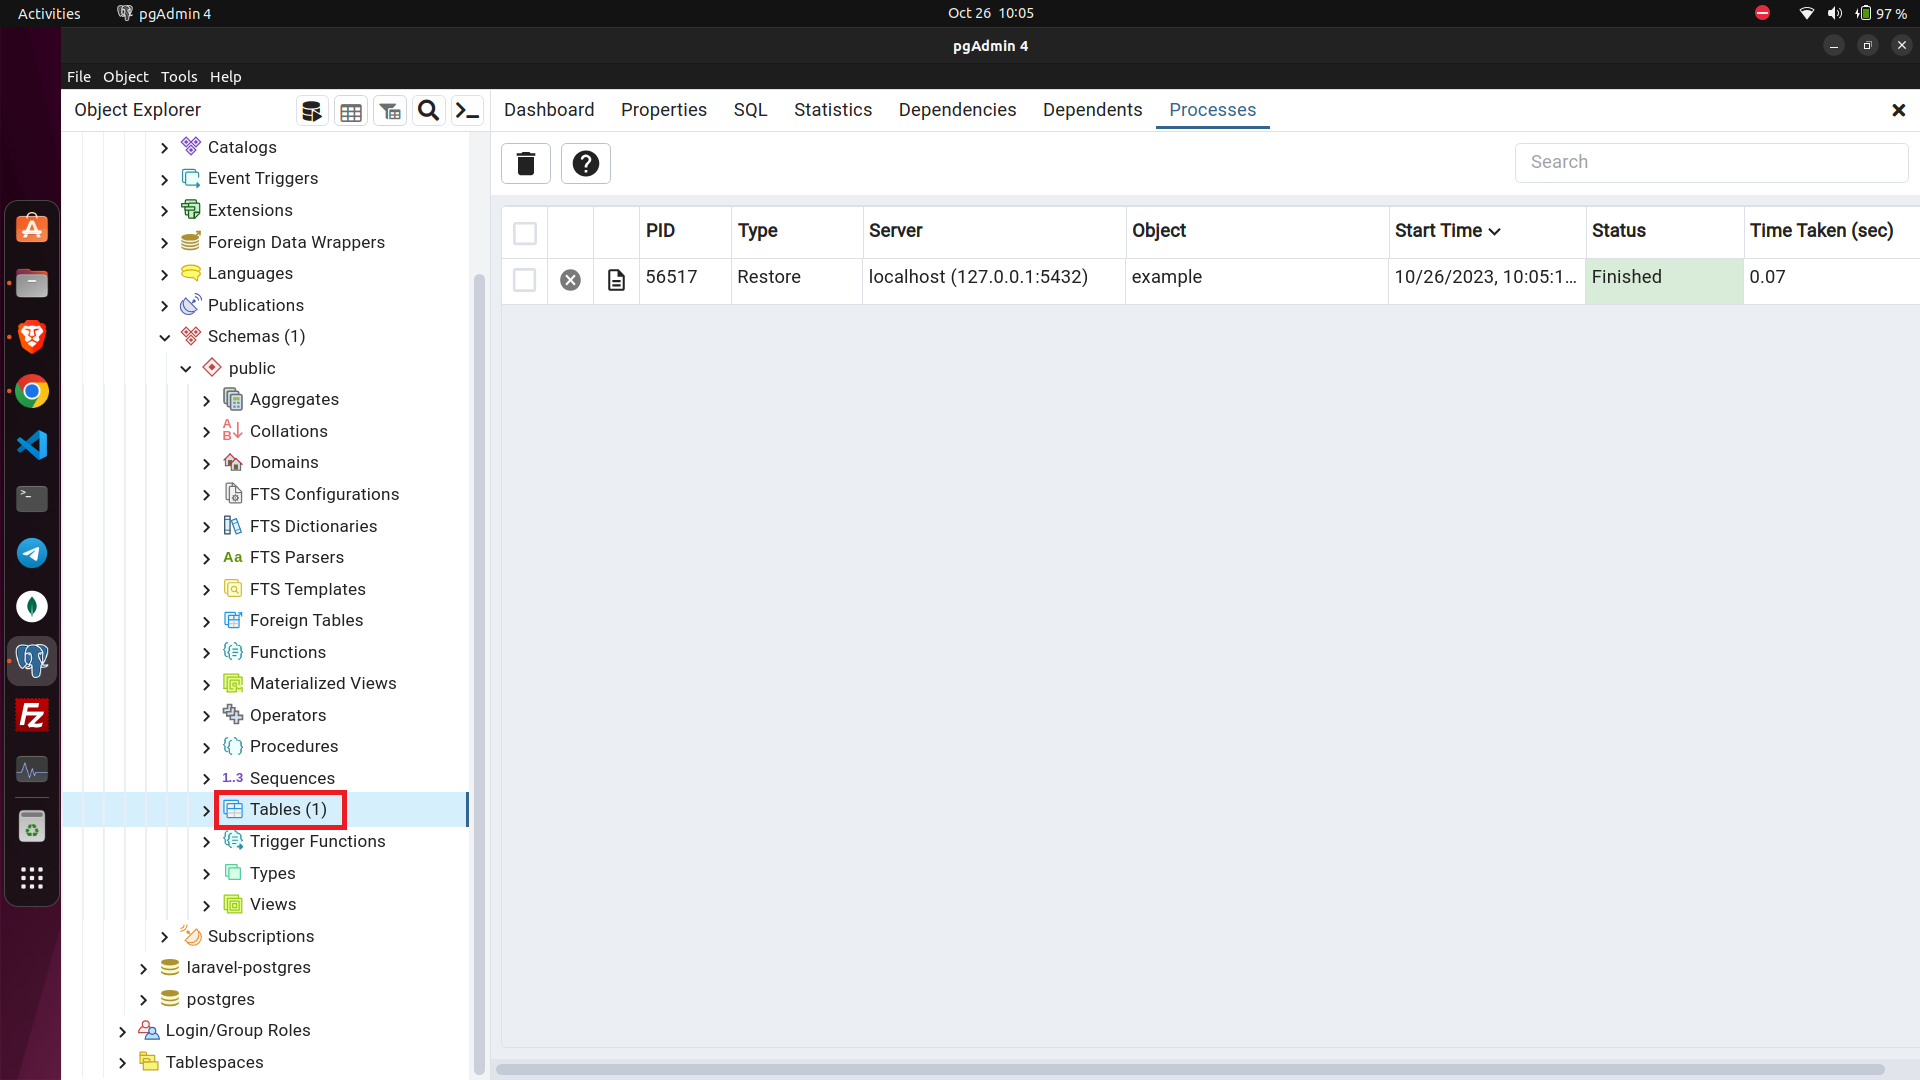 Activities pgAdmin 4 Oct 26 10:05 97 %
pgAdmin 4
File Object Tools Help
Object Explorer
Dashboard Properties SQL Statistics Dependencies Dependents Processes
Search
Catalogs
Event Triggers
Extensions
Foreign Data Wrappers
Languages
Publications
Schemas (1)
public
Aggregates
Collations
Domains
FTS Configurations
FTS Dictionaries
Aa FTS Parsers
FTS Templates
Foreign Tables
Functions
Materialized Views
Operators
Procedures
1..3 Sequences
Tables (1)
Trigger Functions
Types
Views
Subscriptions
laravel-postgres
postgres
Login/Group Roles
Tablespaces
PID Type Server Object Start Time Status Time Taken (sec)
56517 Restore localhost (127.0.0.1:5432) example 10/26/2023, 10:05:1... Finished 0.07